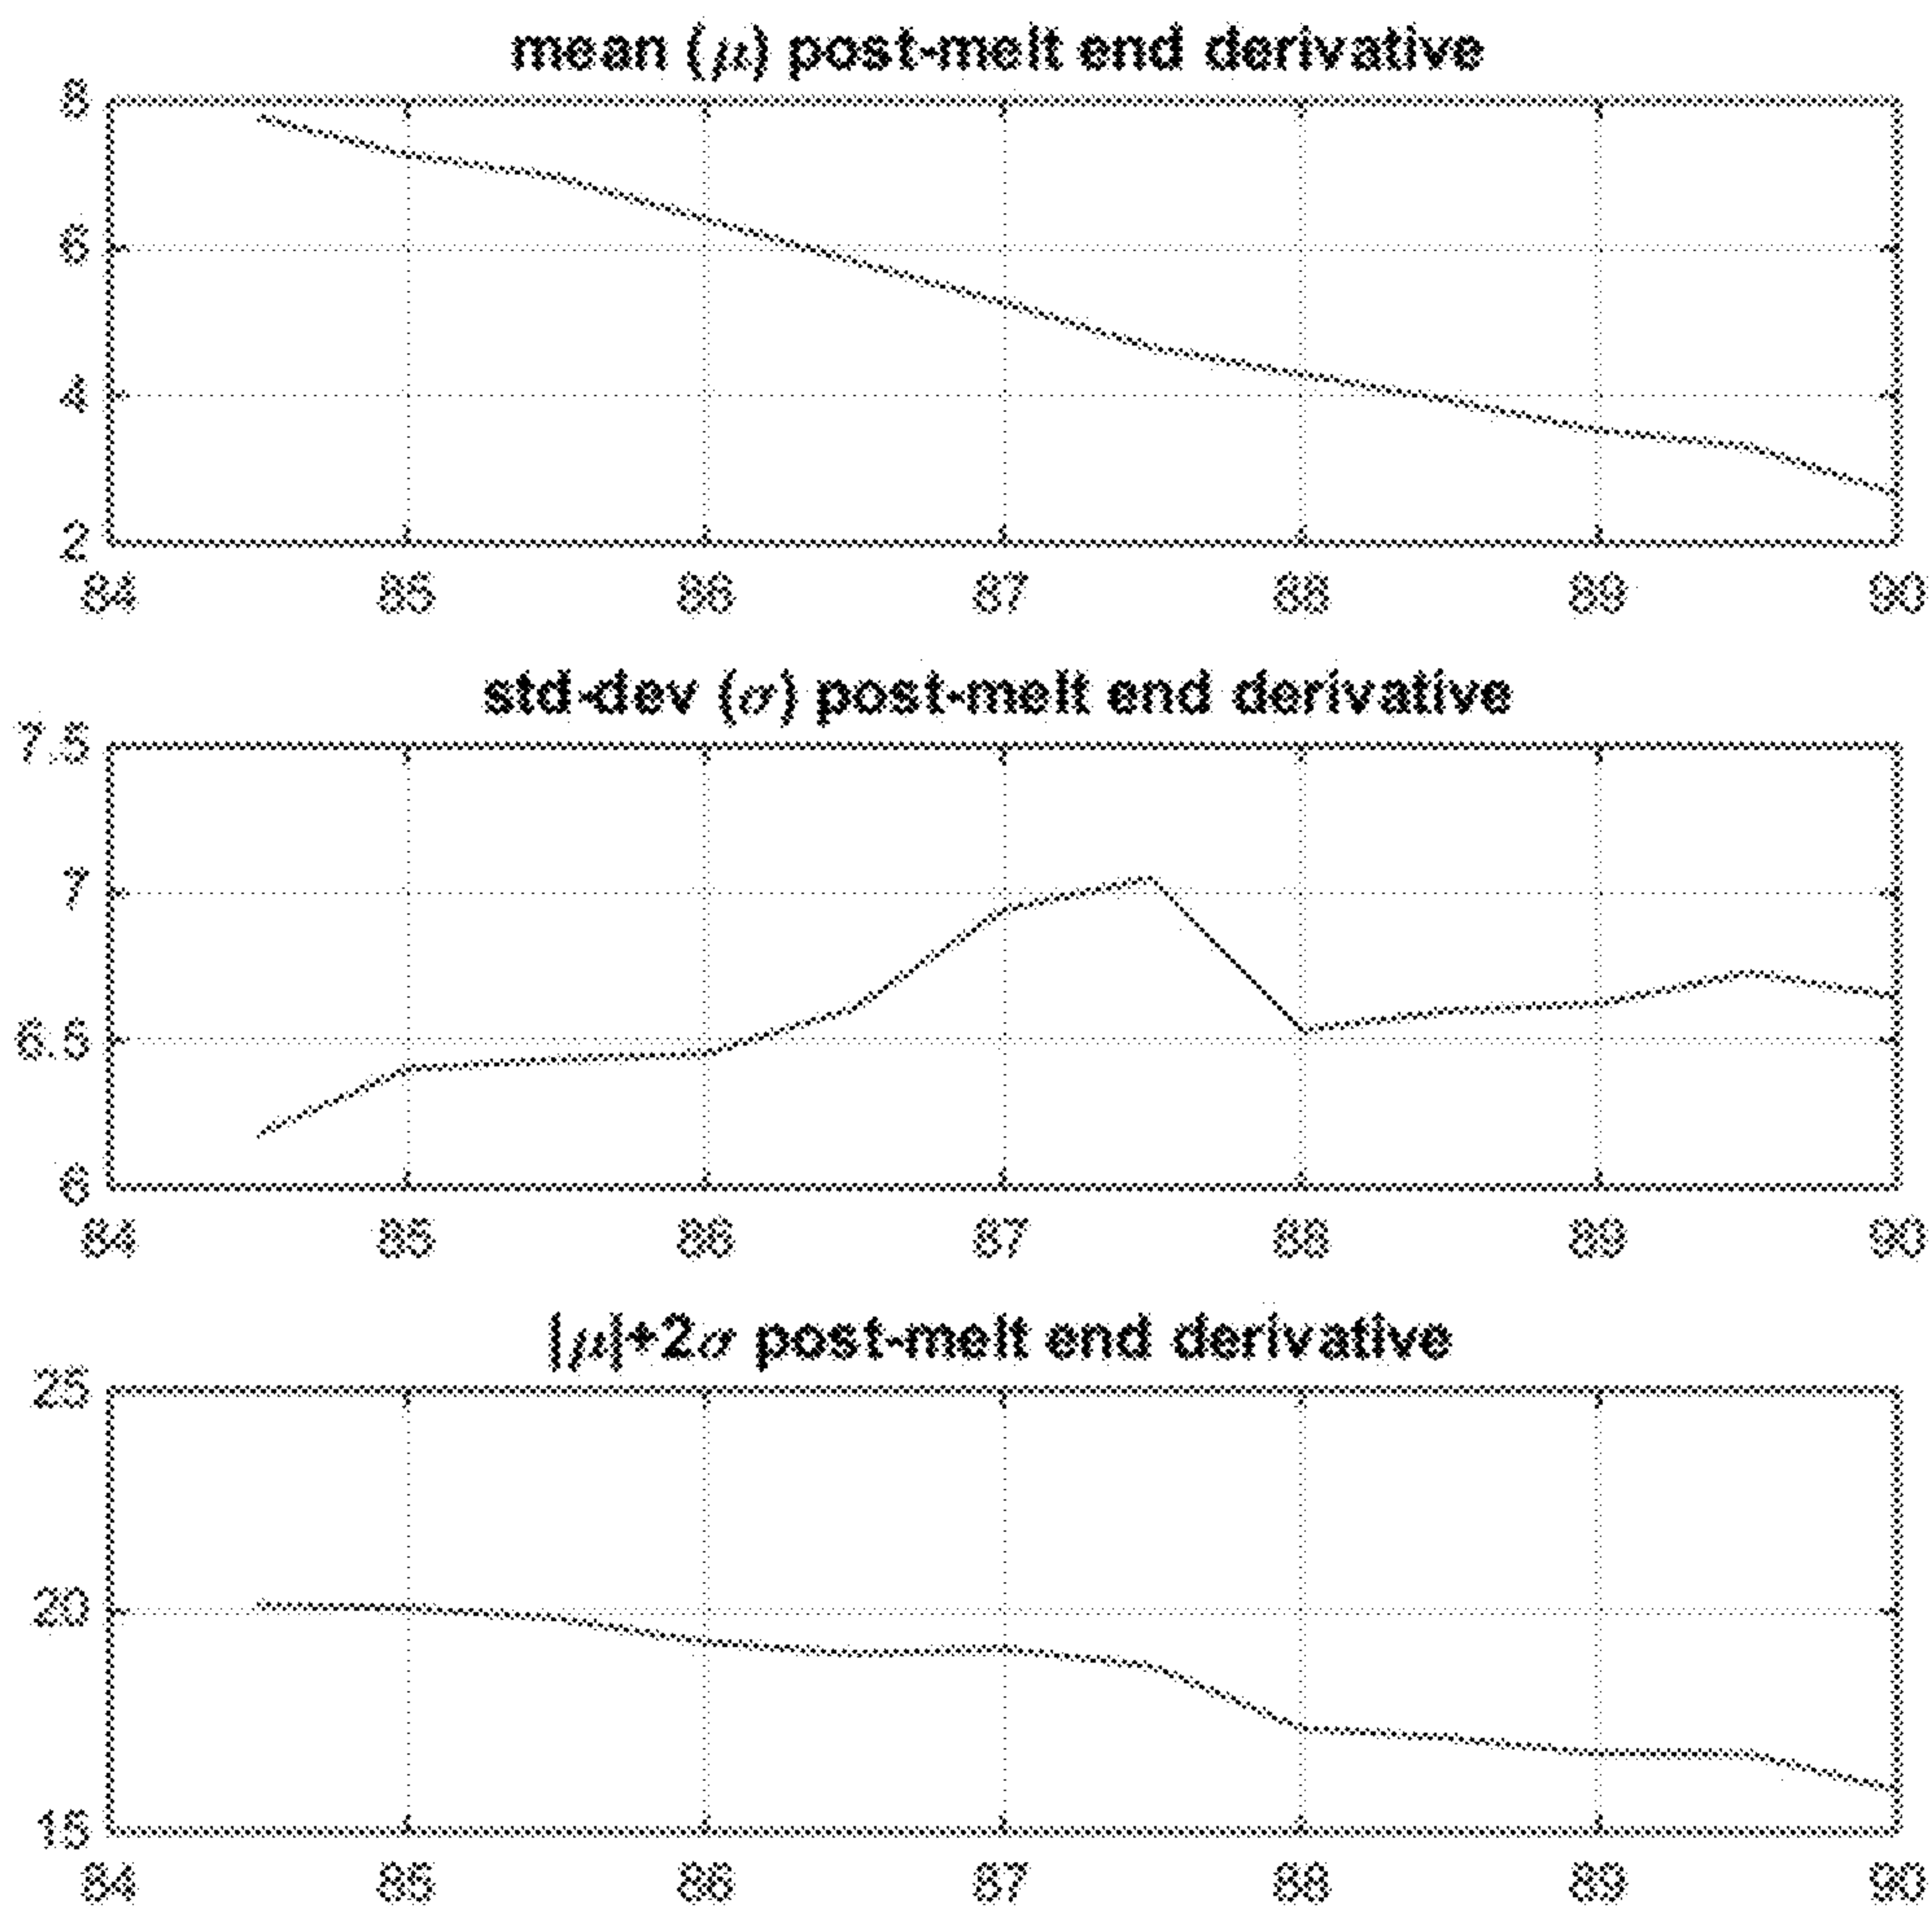 mean (μ) post-melt end derivative
8
6
4
2
84 85 86 87 88 89 90
std-dev (σ) post-melt end derivative
7.5
7
6.5
6
84 85 86 87 88 89 90
|μ|+2σ post-melt end derivative
25
20
15
84 85 86 87 88 89 90